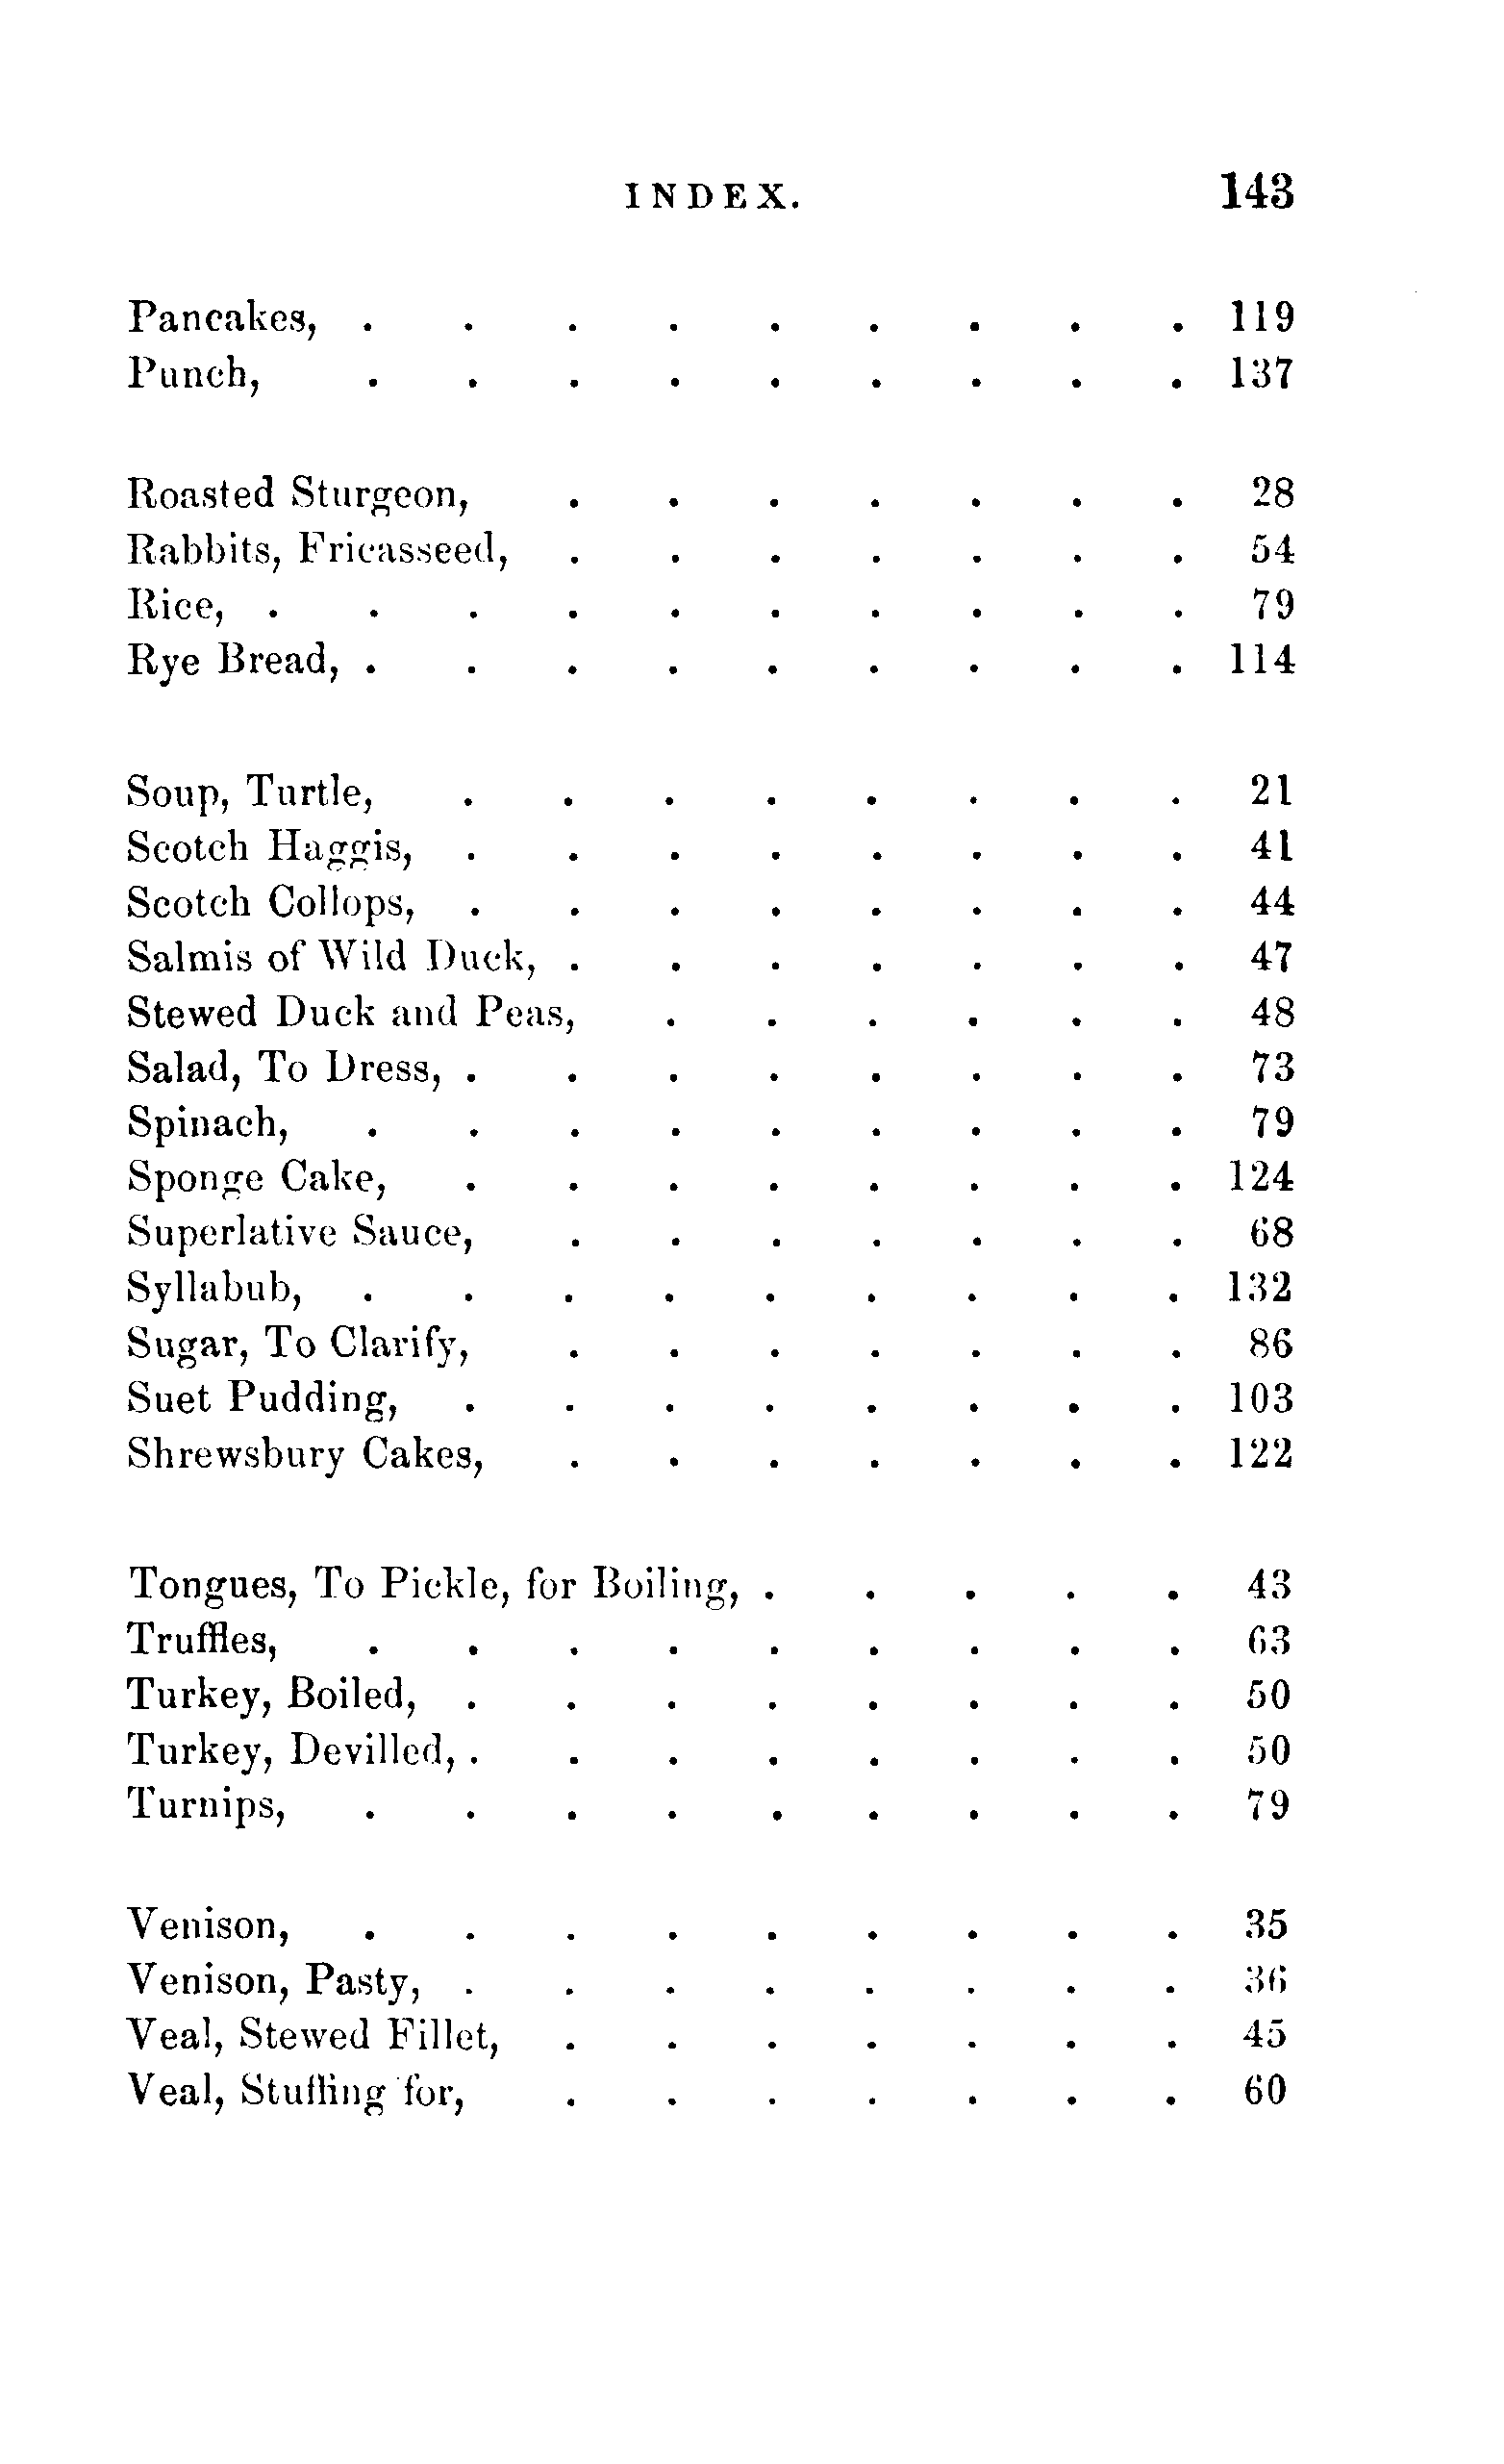 INDEX. 143
Pancakes, . . . . . . . . . 119
Punch, . . . . . . . . . 137
Roasted Sturgeon, . . . . . . . 28
Rabbits, Fricasseed, . . . . . . . 54
Rice, . . . . . . . . . . 79
Rye Bread, . . . . . . . . . 114
Soup, Turtle, . . . . . . . . 21
Scotch Haggis, . . . . . . . . 41
Scotch Collops, . . . . . . . . 44
Salmis of Wild Duck, . . . . . . . 47
Stewed Duck and Peas, . . . . . . 48
Salad, To Dress, . . . . . . . . 73
Spinach, . . . . . . . . . 79
Sponge Cake, . . . . . . . . 124
Superlative Sauce, . . . . . . . 68
Syllabub, . . . . . . . . . 132
Sugar, To Clarify, . . . . . . . 86
Suet Pudding, . . . . . . . . 103
Shrewsbury Cakes, . . . . . . . 122
Tongues, To Pickle, for Boiling, . . . . . 43
Truffles, . . . . . . . . . 63
Turkey, Boiled, . . . . . . . . 50
Turkey, Devilled, . . . . . . . . 50
Turnips, . . . . . . . . . 79
Venison, . . . . . . . . . 35
Venison, Pasty, . . . . . . . . 36
Veal, Stewed Fillet, . . . . . . . 45
Veal, Stuffing for, . . . . . . . 60